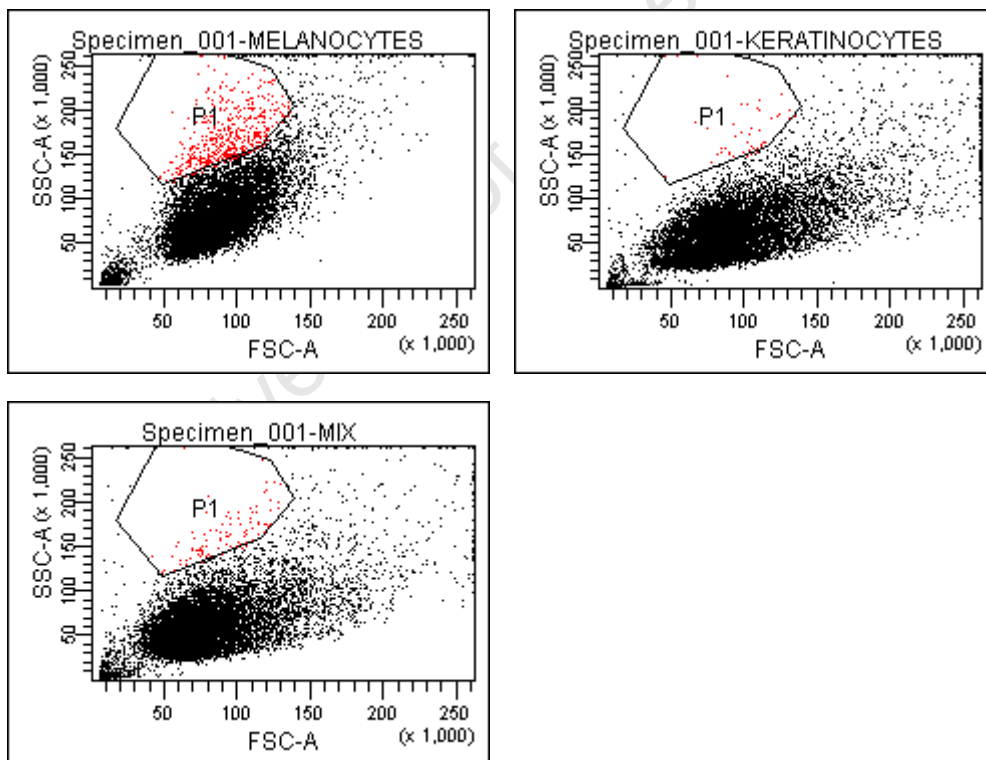 Specimen_001-MELANOCYTES
SSC-A (x 1,000)
50 100 150 200 250
P1
50 100 150 200 250
FSC-A (x 1,000)
Specimen_001-KERATINOCYTES
SSC-A (x 1,000)
50 100 150 200 250
P1
50 100 150 200 250
FSC-A (x 1,000)
Specimen_001-MIX
SSC-A (x 1,000)
50 100 150 200 250
P1
50 100 150 200 250
FSC-A (x 1,000)